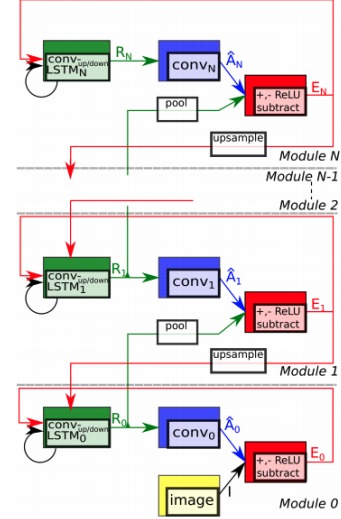 conv-
LSTM_N up/down
R_N
conv_N
Â_N
+,- ReLU
subtract
E_N
pool
upsample
Module N
Module N-1
Module 2
conv-
LSTM_1 up/down
R_1
conv_1
Â_1
+,- ReLU
subtract
E_1
pool
upsample
Module 1
conv-
LSTM_0 up/down
R_0
conv_0
Â_0
+,- ReLU
subtract
E_0
image
I
Module 0